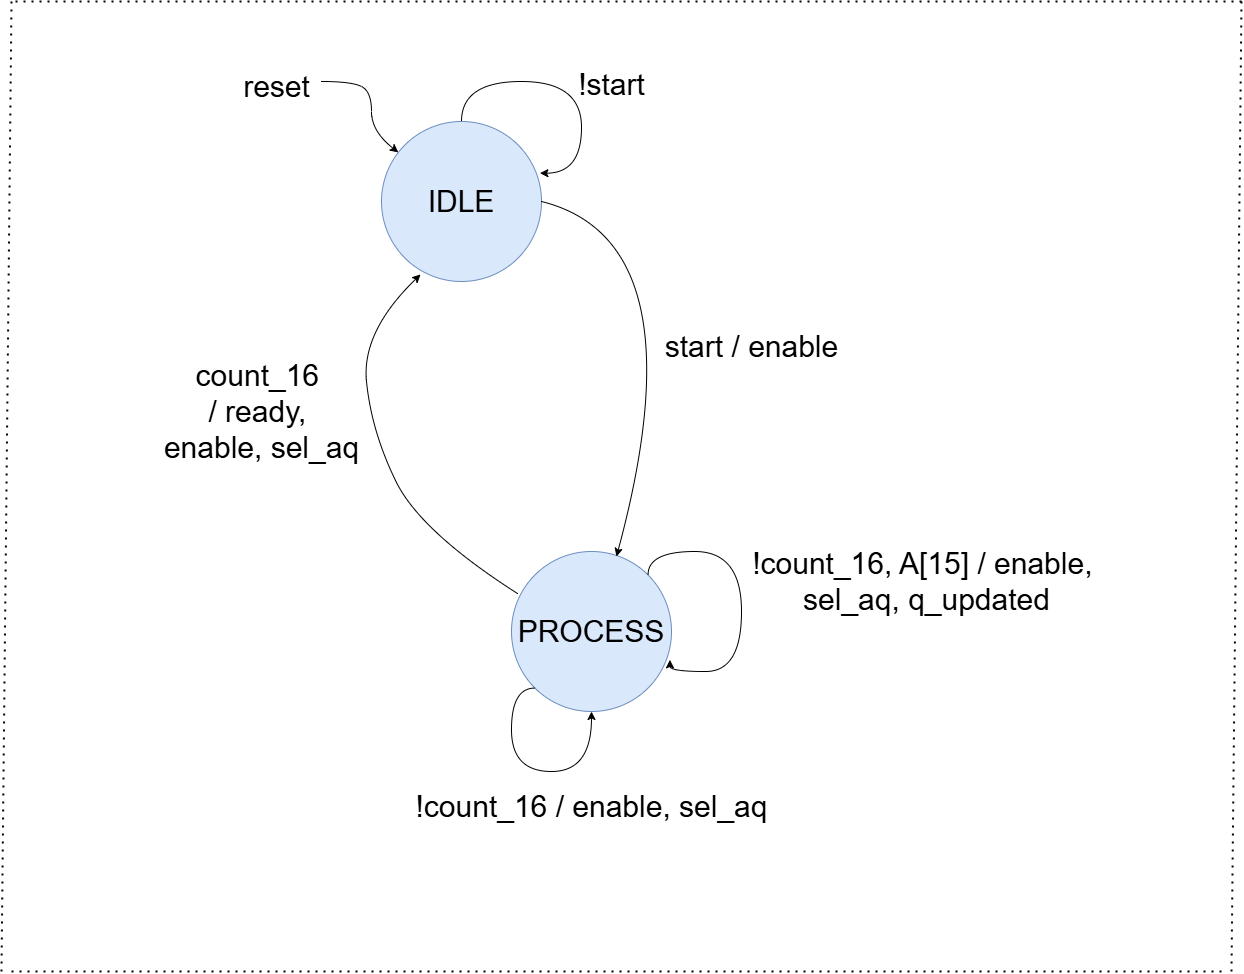 reset
!start
IDLE
start / enable
count_16
/ ready,
enable, sel_aq
!count_16, A[15] / enable,
sel_aq, q_updated
PROCESS
!count_16 / enable, sel_aq